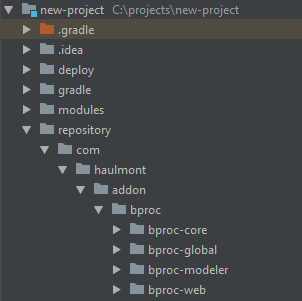 new-project C:\projects\new-project
.gradle
.idea
deploy
gradle
modules
repository
com
haulmont
addon
bproc
bproc-core
bproc-global
bproc-modeler
bproc-web